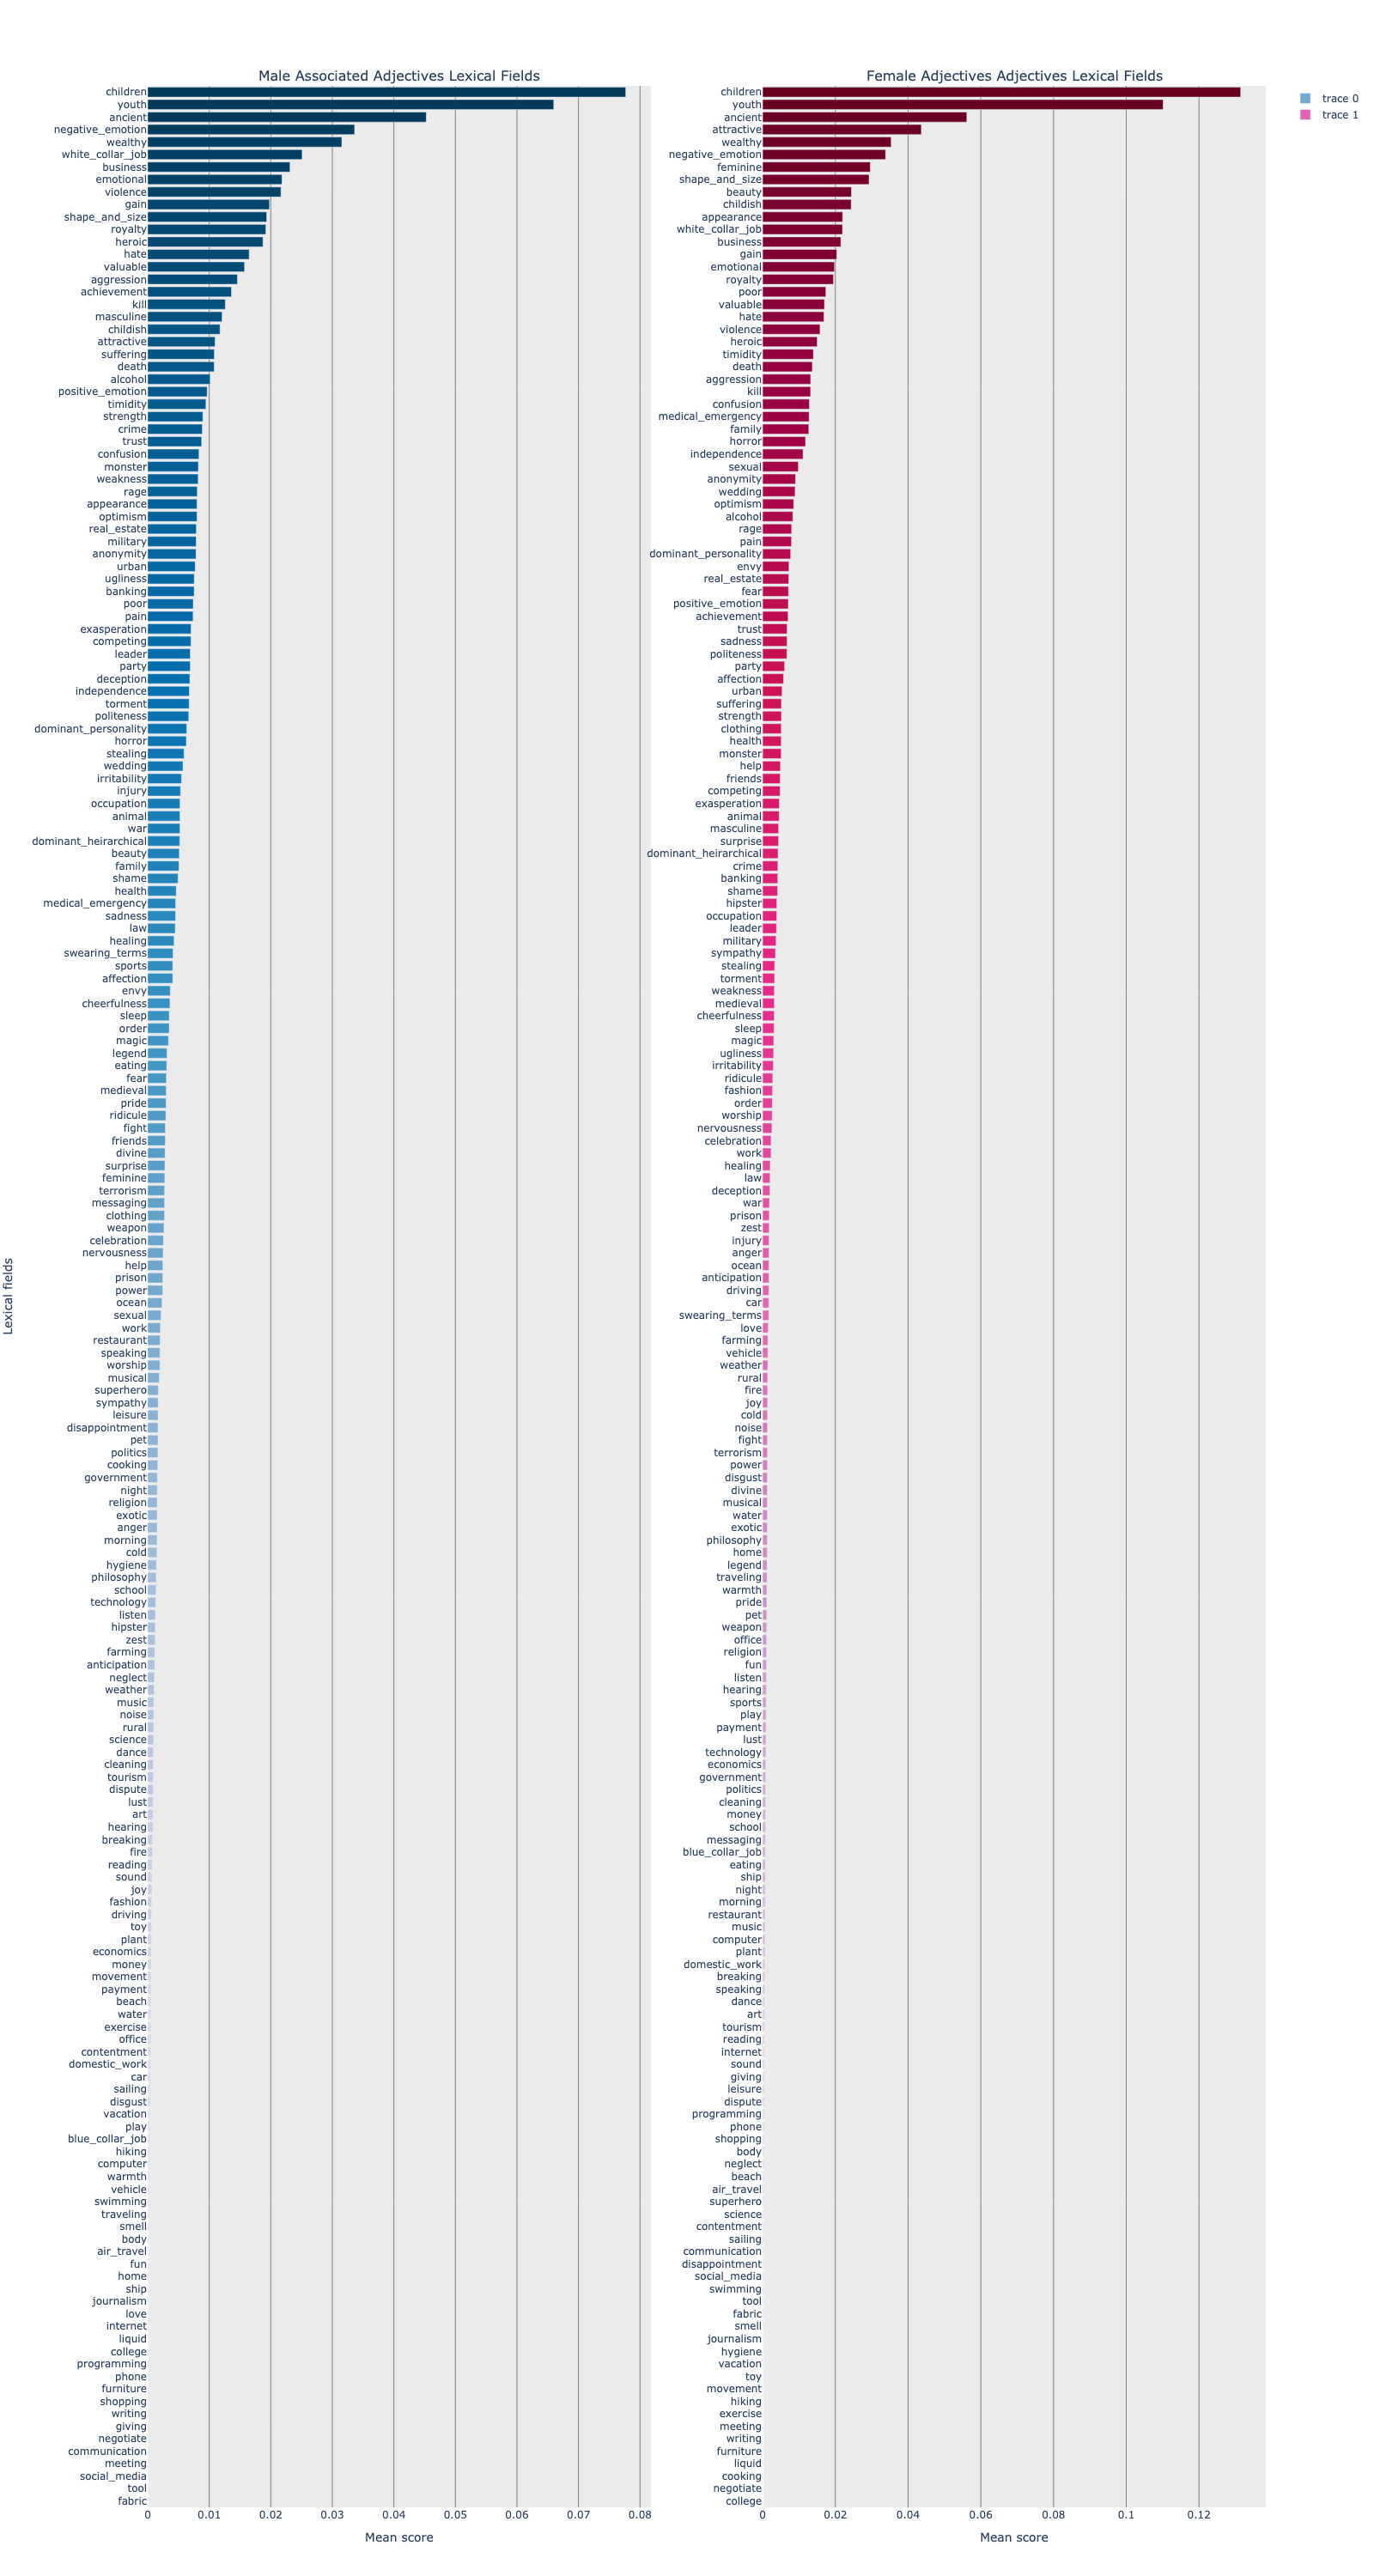 Male Associated Adjectives Lexical Fields
children
youth
ancient
negative_emotion
wealthy
white_collar_job
business
emotional
violence
gain
shape_and_size
royalty
heroic
hate
valuable
aggression
achievement
kill
masculine
childish
attractive
suffering
death
alcohol
positive_emotion
timidity
strength
crime
trust
confusion
monster
weakness
rage
appearance
optimism
real_estate
military
anonymity
urban
ugliness
banking
poor
pain
exasperation
competing
leader
party
deception
independence
torment
politeness
dominant_personality
horror
stealing
wedding
irritability
injury
occupation
animal
war
dominant_heirarchical
beauty
family
shame
health
medical_emergency
sadness
law
healing
swearing_terms
sports
affection
envy
cheerfulness
sleep
order
magic
legend
eating
fear
medieval
pride
ridicule
fight
friends
divine
surprise
feminine
terrorism
messaging
clothing
weapon
celebration
nervousness
help
prison
power
ocean
sexual
work
restaurant
speaking
worship
musical
superhero
sympathy
leisure
disappointment
pet
politics
cooking
government
night
religion
exotic
anger
morning
cold
hygiene
philosophy
school
technology
listen
hipster
zest
farming
anticipation
neglect
weather
music
noise
rural
science
dance
cleaning
tourism
dispute
lust
art
hearing
breaking
fire
reading
sound
joy
fashion
driving
toy
plant
economics
money
movement
payment
beach
water
exercise
office
contentment
domestic_work
car
sailing
disgust
vacation
play
blue_collar_job
hiking
computer
warmth
vehicle
swimming
traveling
smell
body
air_travel
fun
home
ship
journalism
love
internet
liquid
college
programming
phone
furniture
shopping
writing
giving
negotiate
communication
meeting
social_media
tool
fabric
0 0.01 0.02 0.03 0.04 0.05 0.06 0.07 0.08
Mean score
Lexical fields
Female Adjectives Adjectives Lexical Fields
children
youth
ancient
attractive
wealthy
negative_emotion
feminine
shape_and_size
beauty
childish
appearance
white_collar_job
business
gain
emotional
royalty
poor
valuable
hate
violence
heroic
timidity
death
aggression
kill
confusion
medical_emergency
family
horror
independence
sexual
anonymity
wedding
optimism
alcohol
rage
pain
dominant_personality
envy
real_estate
fear
positive_emotion
achievement
trust
sadness
politeness
party
affection
urban
suffering
strength
clothing
health
monster
help
friends
competing
exasperation
animal
masculine
surprise
dominant_heirarchical
crime
banking
shame
hipster
occupation
leader
military
sympathy
stealing
torment
weakness
medieval
cheerfulness
sleep
magic
ugliness
irritability
ridicule
fashion
order
worship
nervousness
celebration
work
healing
law
deception
war
prison
zest
injury
anger
ocean
anticipation
driving
car
swearing_terms
love
farming
vehicle
weather
rural
fire
joy
cold
noise
fight
terrorism
power
disgust
divine
musical
water
exotic
philosophy
home
legend
traveling
warmth
pride
pet
weapon
office
religion
fun
listen
hearing
sports
play
payment
lust
technology
economics
government
politics
cleaning
money
school
messaging
blue_collar_job
eating
ship
night
morning
restaurant
music
computer
plant
domestic_work
breaking
speaking
dance
art
tourism
reading
internet
sound
giving
leisure
dispute
programming
phone
shopping
body
neglect
beach
air_travel
superhero
science
contentment
sailing
communication
disappointment
social_media
swimming
tool
fabric
smell
journalism
hygiene
vacation
toy
movement
hiking
exercise
meeting
writing
furniture
liquid
cooking
negotiate
college
0 0.02 0.04 0.06 0.08 0.1 0.12
Mean score
trace 0
trace 1